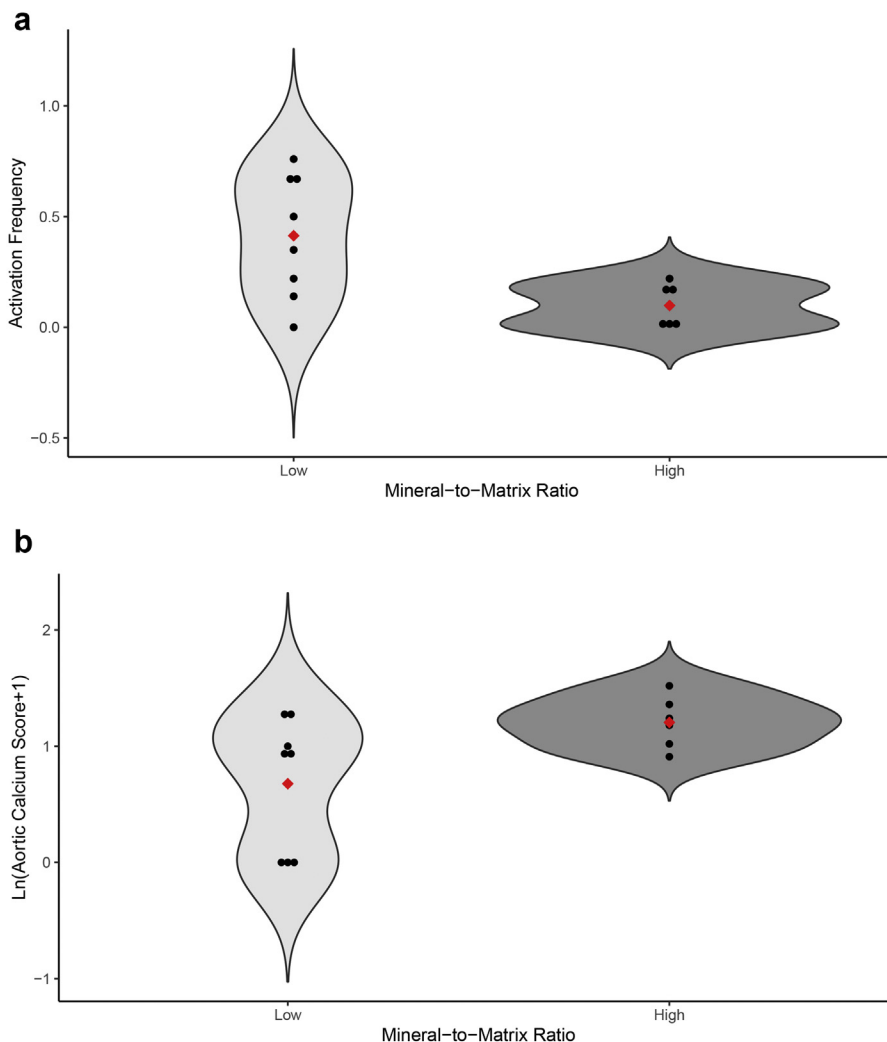 a
1.0
0.5
0.0
−0.5
Activation Frequency
Low
High
Mineral−to−Matrix Ratio
b
2
1
0
−1
Ln(Aortic Calcium Score+1)
Low
High
Mineral−to−Matrix Ratio